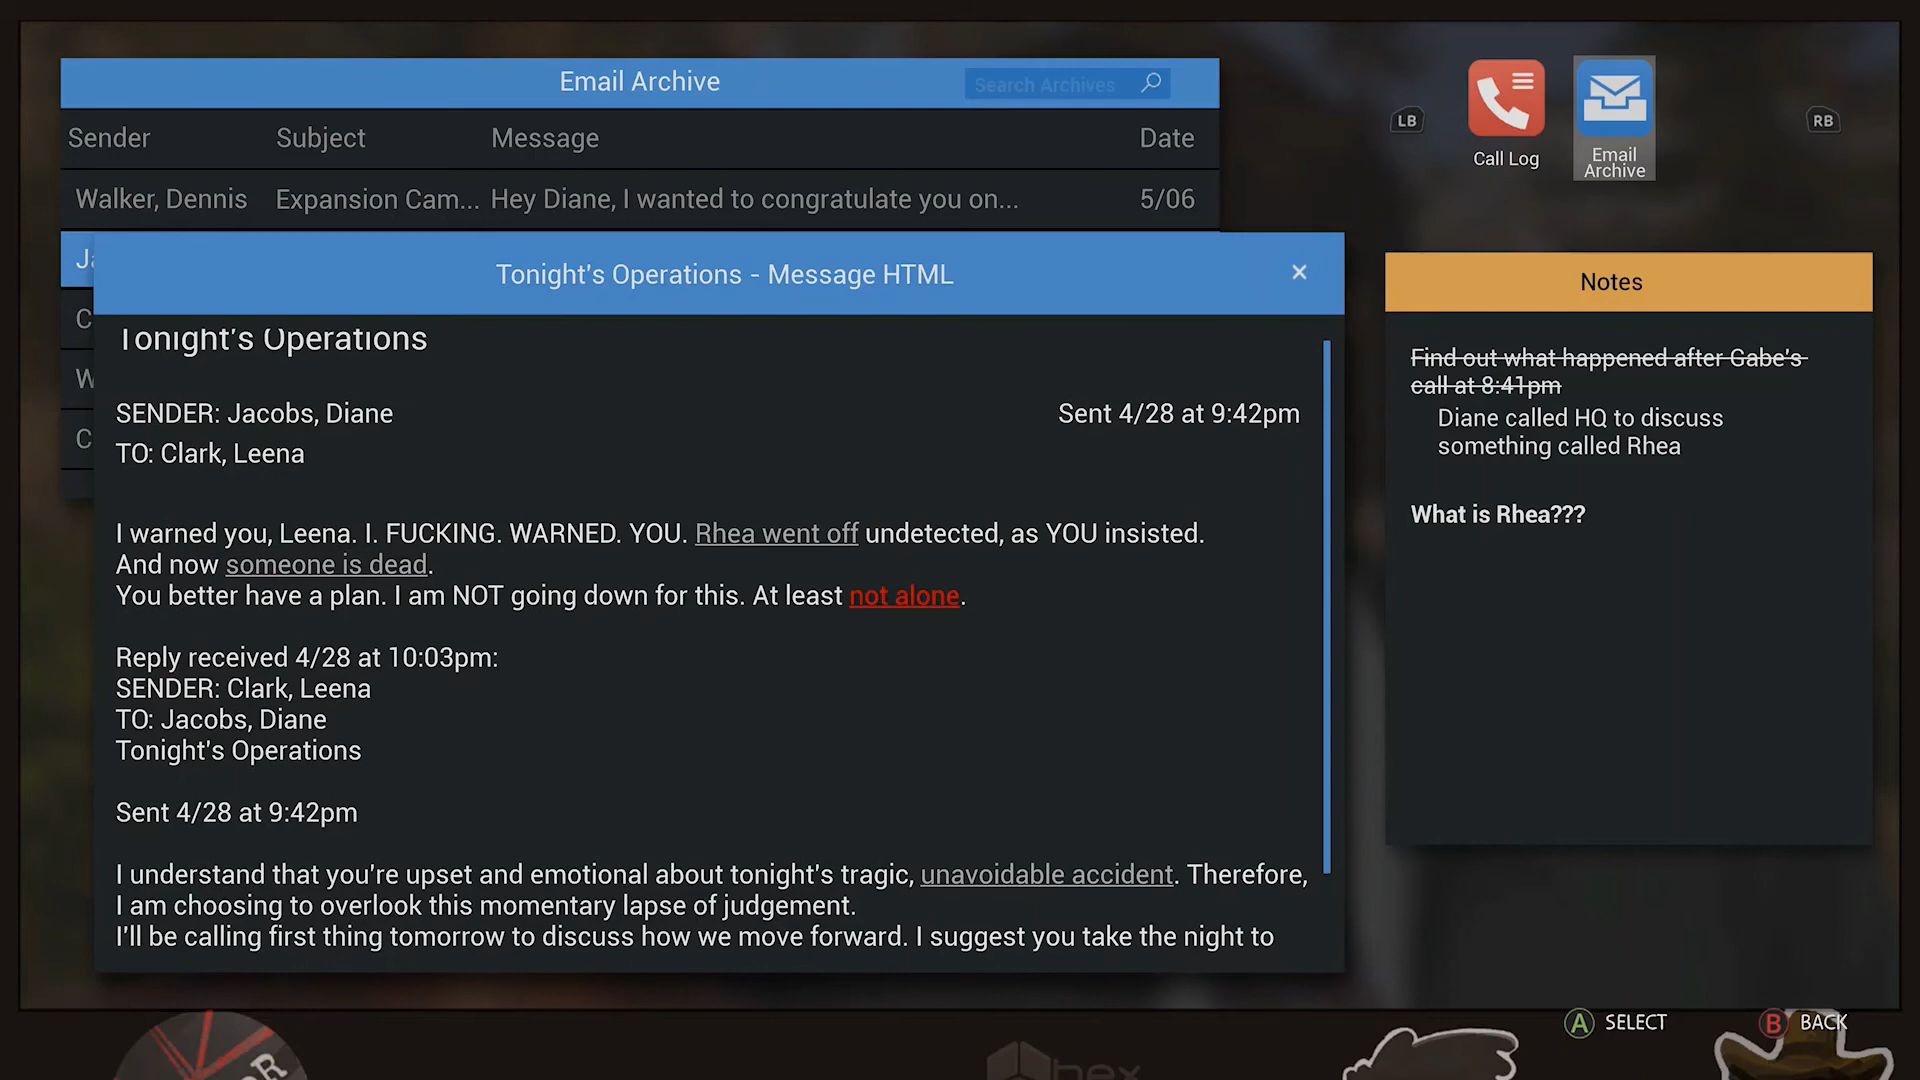 Email Archive
Search Archives
Sender Subject Message Date
Walker, Dennis Expansion Cam... Hey Diane, I wanted to congratulate you on... 5/06
Ja
C
W
C
Tonight's Operations - Message HTML
Tonight's Operations
SENDER: Jacobs, Diane
Sent 4/28 at 9:42pm
TO: Clark, Leena
I warned you, Leena. I. FUCKING. WARNED. YOU. Rhea went off undetected, as YOU insisted.
And now someone is dead.
You better have a plan. I am NOT going down for this. At least not alone.
Reply received 4/28 at 10:03pm:
SENDER: Clark, Leena
TO: Jacobs, Diane
Tonight's Operations
Sent 4/28 at 9:42pm
I understand that you're upset and emotional about tonight's tragic, unavoidable accident. Therefore,
I am choosing to overlook this momentary lapse of judgement.
I'll be calling first thing tomorrow to discuss how we move forward. I suggest you take the night to
LB
Call Log
Email
Archive
RB
Notes
Find out what happened after Gabe's
call at 8:41pm
Diane called HQ to discuss
something called Rhea
What is Rhea???
A SELECT
B BACK
hex